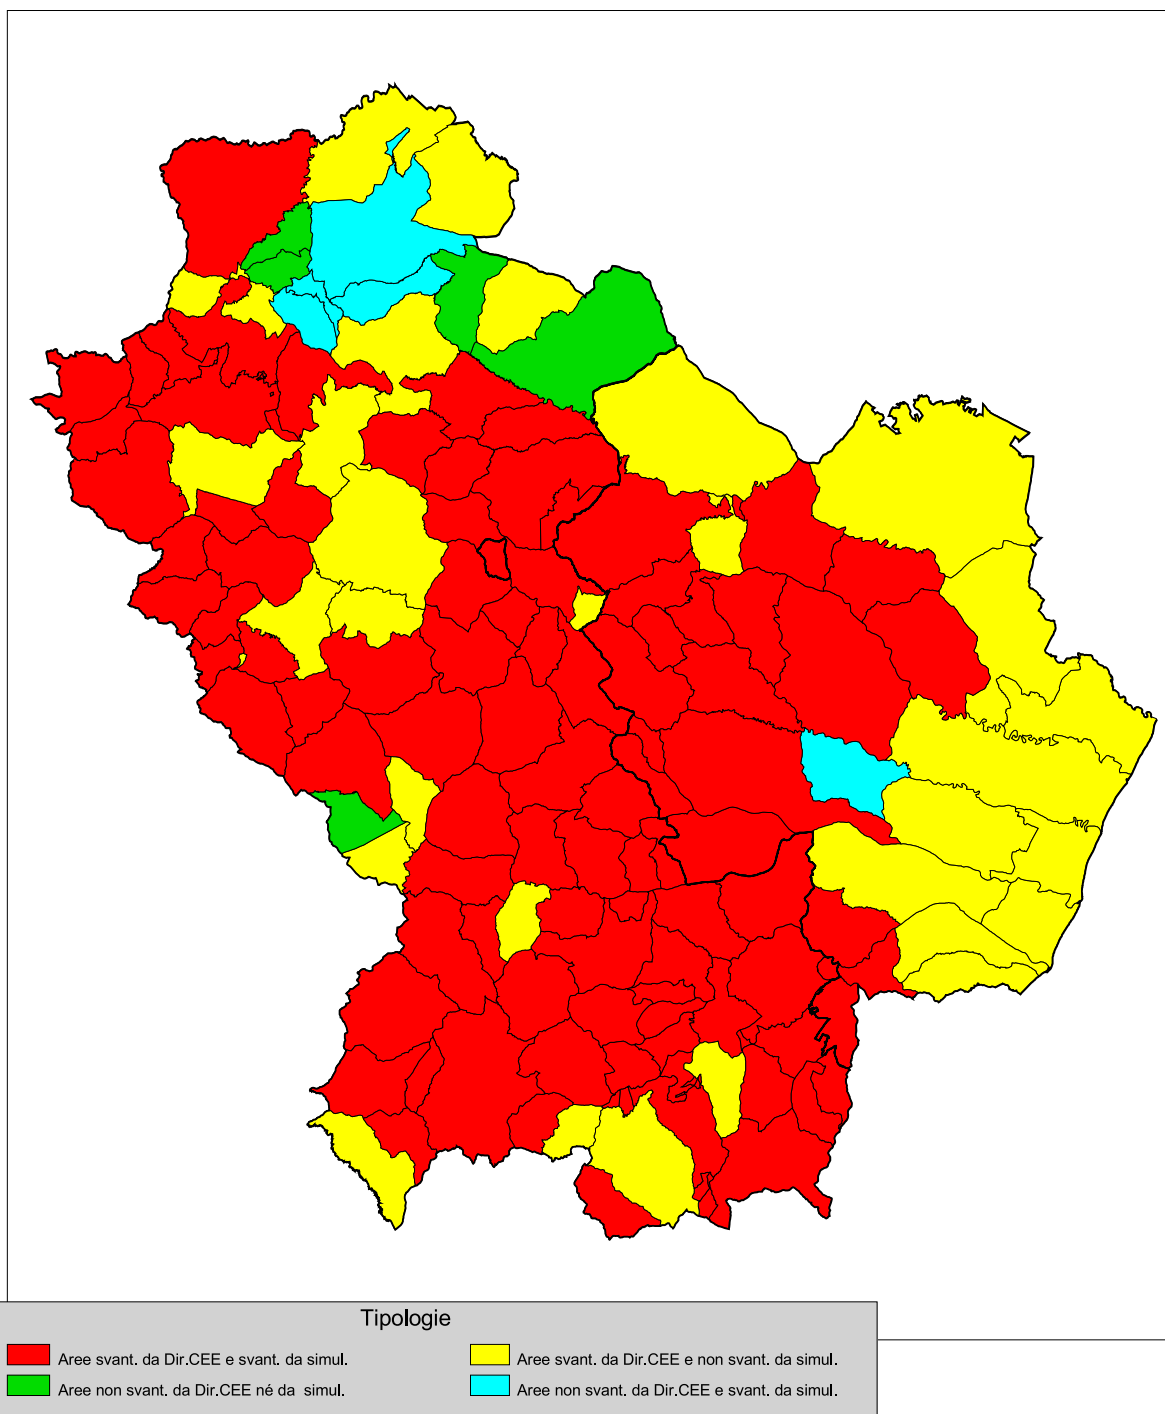 Tipologie
Aree svant. da Dir.CEE e svant. da simul.
Aree svant. da Dir.CEE e non svant. da simul.
Aree non svant. da Dir.CEE né da simul.
Aree non svant. da Dir.CEE e svant. da simul.